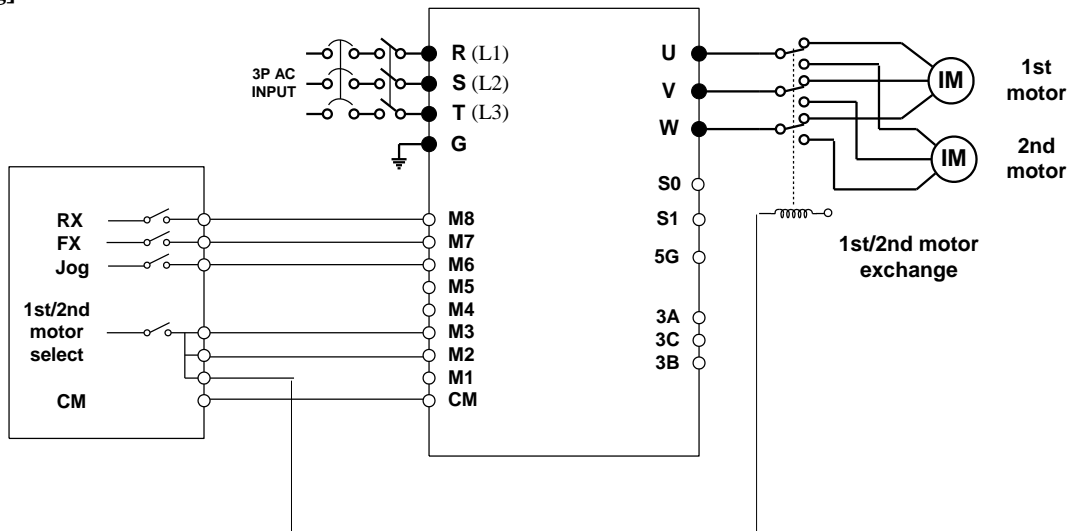 g]
3P AC
INPUT
R (L1)
S (L2)
T (L3)
G
U
V
W
IM
1st
motor
IM
2nd
motor
S0
S1
5G
3A
3C
3B
1st/2nd motor
exchange
RX
FX
Jog
1st/2nd
motor
select
CM
M8
M7
M6
M5
M4
M3
M2
M1
CM